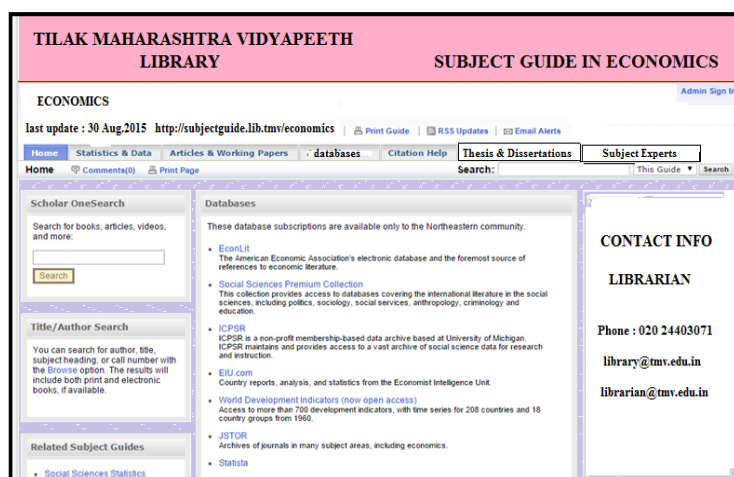 TILAK MAHARASHTRA VIDYAPEETH
LIBRARY
SUBJECT GUIDE IN ECONOMICS
Admin Sign In
ECONOMICS
last update : 30 Aug.2015 http://subjectguide.lib.tmv/economics | Print Guide | RSS Updates | Email Alerts
Home Statistics & Data Articles & Working Papers databases Citation Help Thesis & Dissertations Subject Experts
Home Comments(0) Print Page Search: This Guide Search
Scholar OneSearch
Search for books, articles, videos,
and more:
Search
Title/Author Search
You can search for author, title,
subject heading, or call number with
the Browse option. The results will
include both print and electronic
books, if available.
Related Subject Guides
• Social Sciences Statistics
Databases
These database subscriptions are available only to the Northeastern community.
• EconLit
The American Economic Association's electronic database and the foremost source of
references to economic literature.
• Social Sciences Premium Collection
This collection provides access to databases covering the international literature in the social
sciences, including politics, sociology, social services, anthropology, criminology and
education.
• ICPSR
ICPSR is a non-profit membership-based data archive based at University of Michigan.
ICPSR maintains and provides access to a vast archive of social science data for research
and instruction.
• EIU.com
Country reports, analysis, and statistics from the Economist Intelligence Unit.
• World Development Indicators (now open access)
Access to more than 700 development indicators, with time series for 208 countries and 18
country groups from 1960.
• JSTOR
Archives of journals in many subject areas, including economics.
• Statista
CONTACT INFO
LIBRARIAN
Phone : 020 24403071
library@tmv.edu.in
librarian@tmv.edu.in